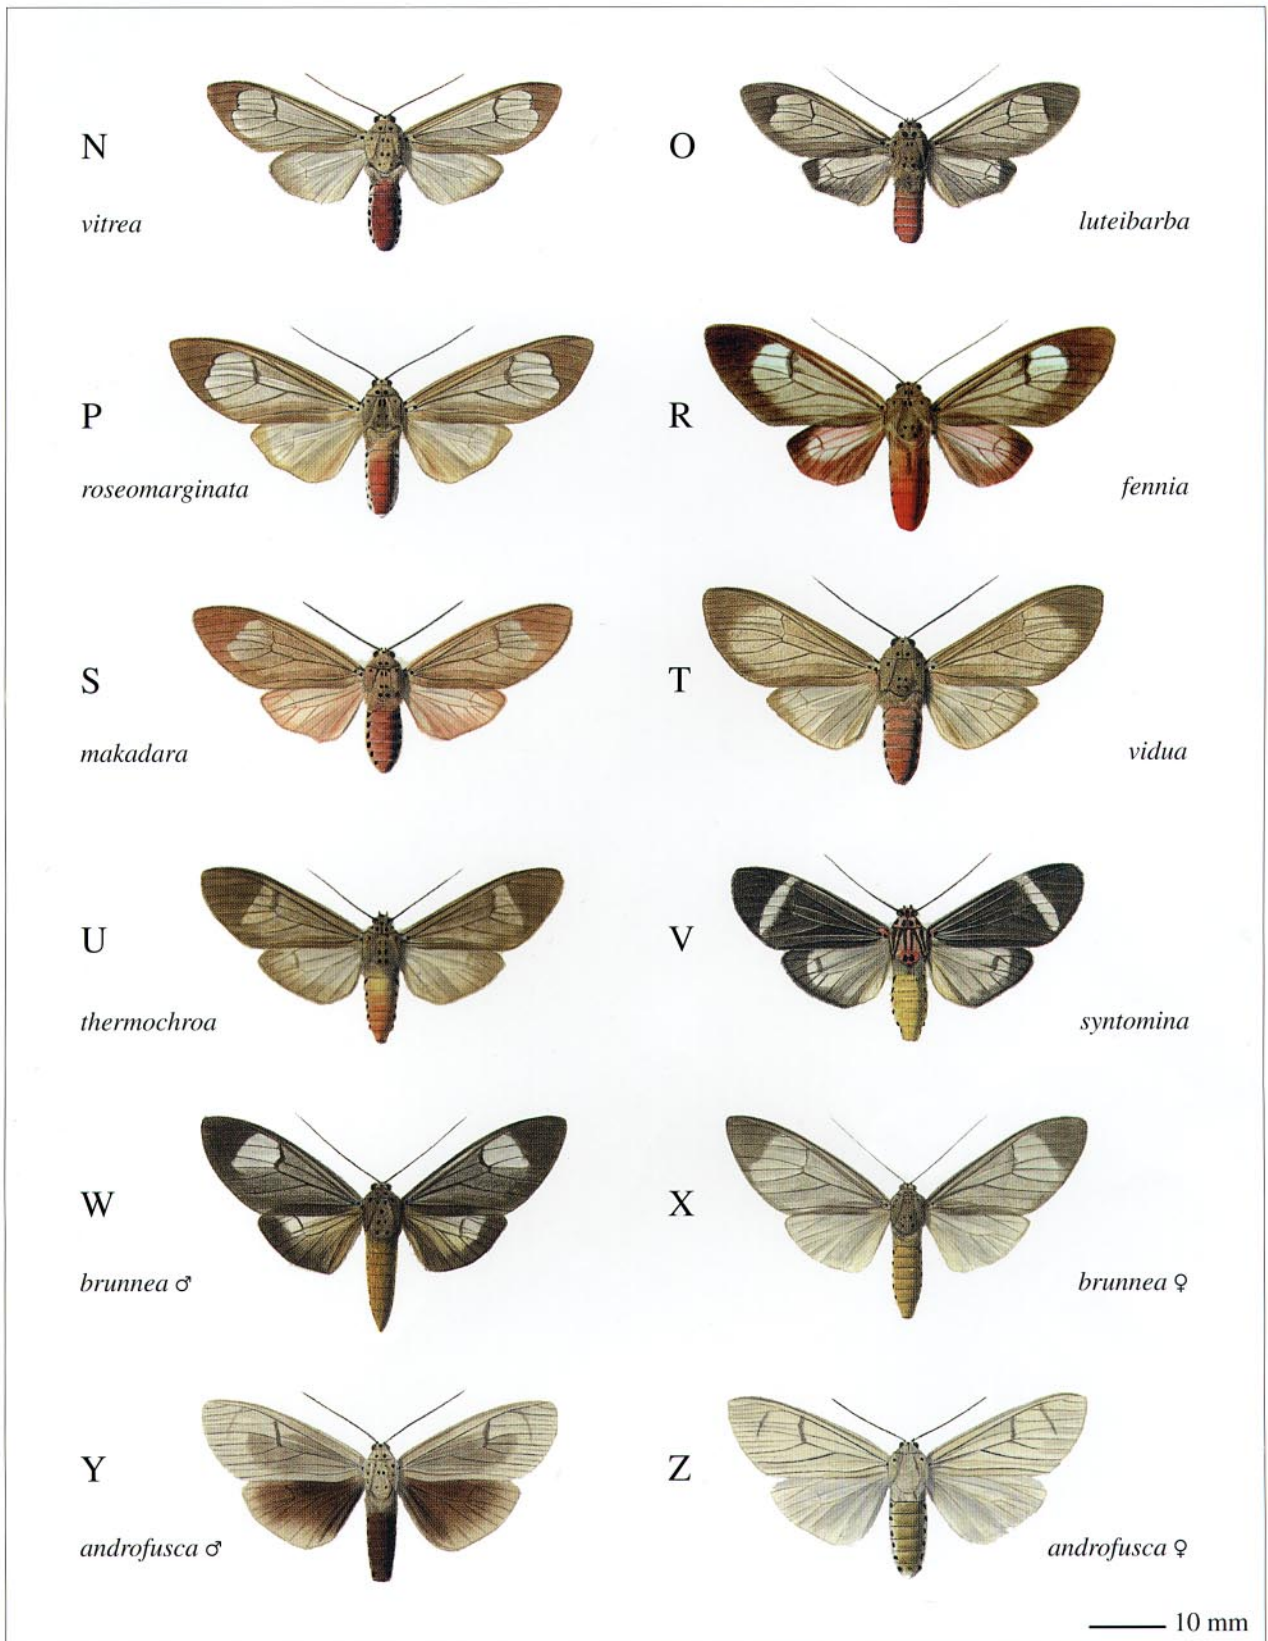 N
vitrea
O
luteibarba
P
roseomarginata
R
fennia
S
makadara
T
vidua
U
thermochroa
V
syntomina
W
brunnea ♂
X
brunnea ♀
Y
androfusca ♂
Z
androfusca ♀
10 mm